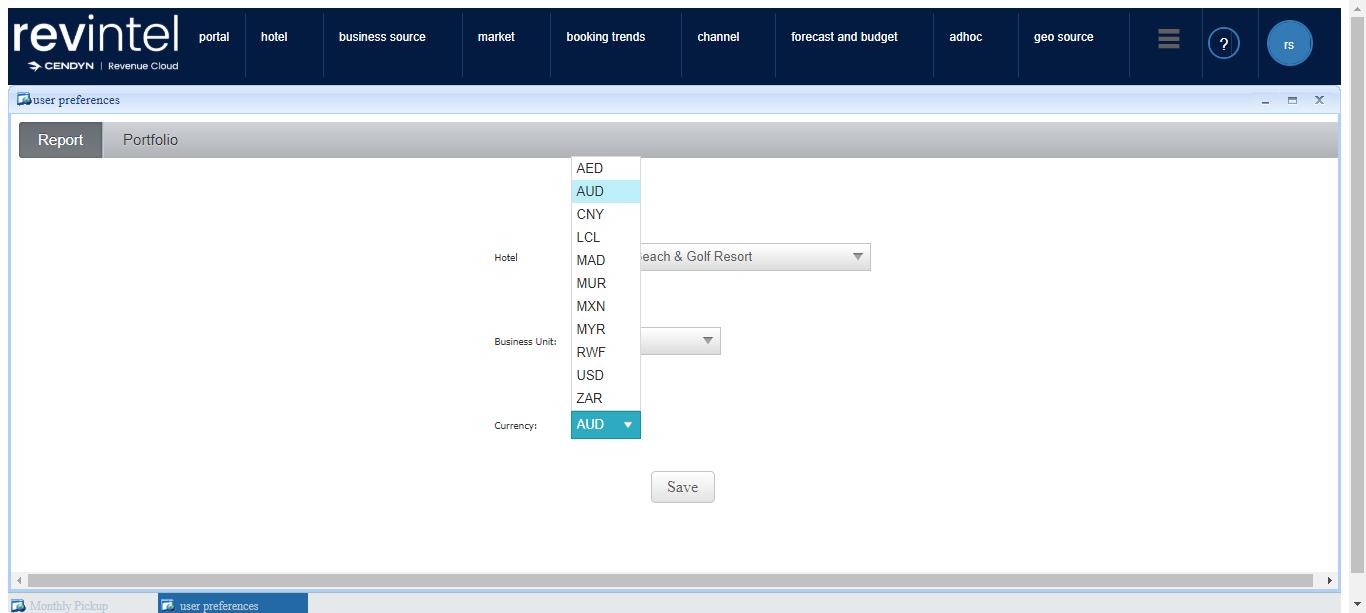 revintel
CENDYN | Revenue Cloud
portal
hotel
business source
market
booking trends
channel
forecast and budget
adhoc
geo source
?
rs
user preferences
Report
Portfolio
AED
AUD
CNY
LCL
MAD
MUR
MXN
MYR
RWF
USD
ZAR
Hotel
each & Golf Resort
Business Unit:
Currency:
AUD
Save
Monthly Pickup
user preferences